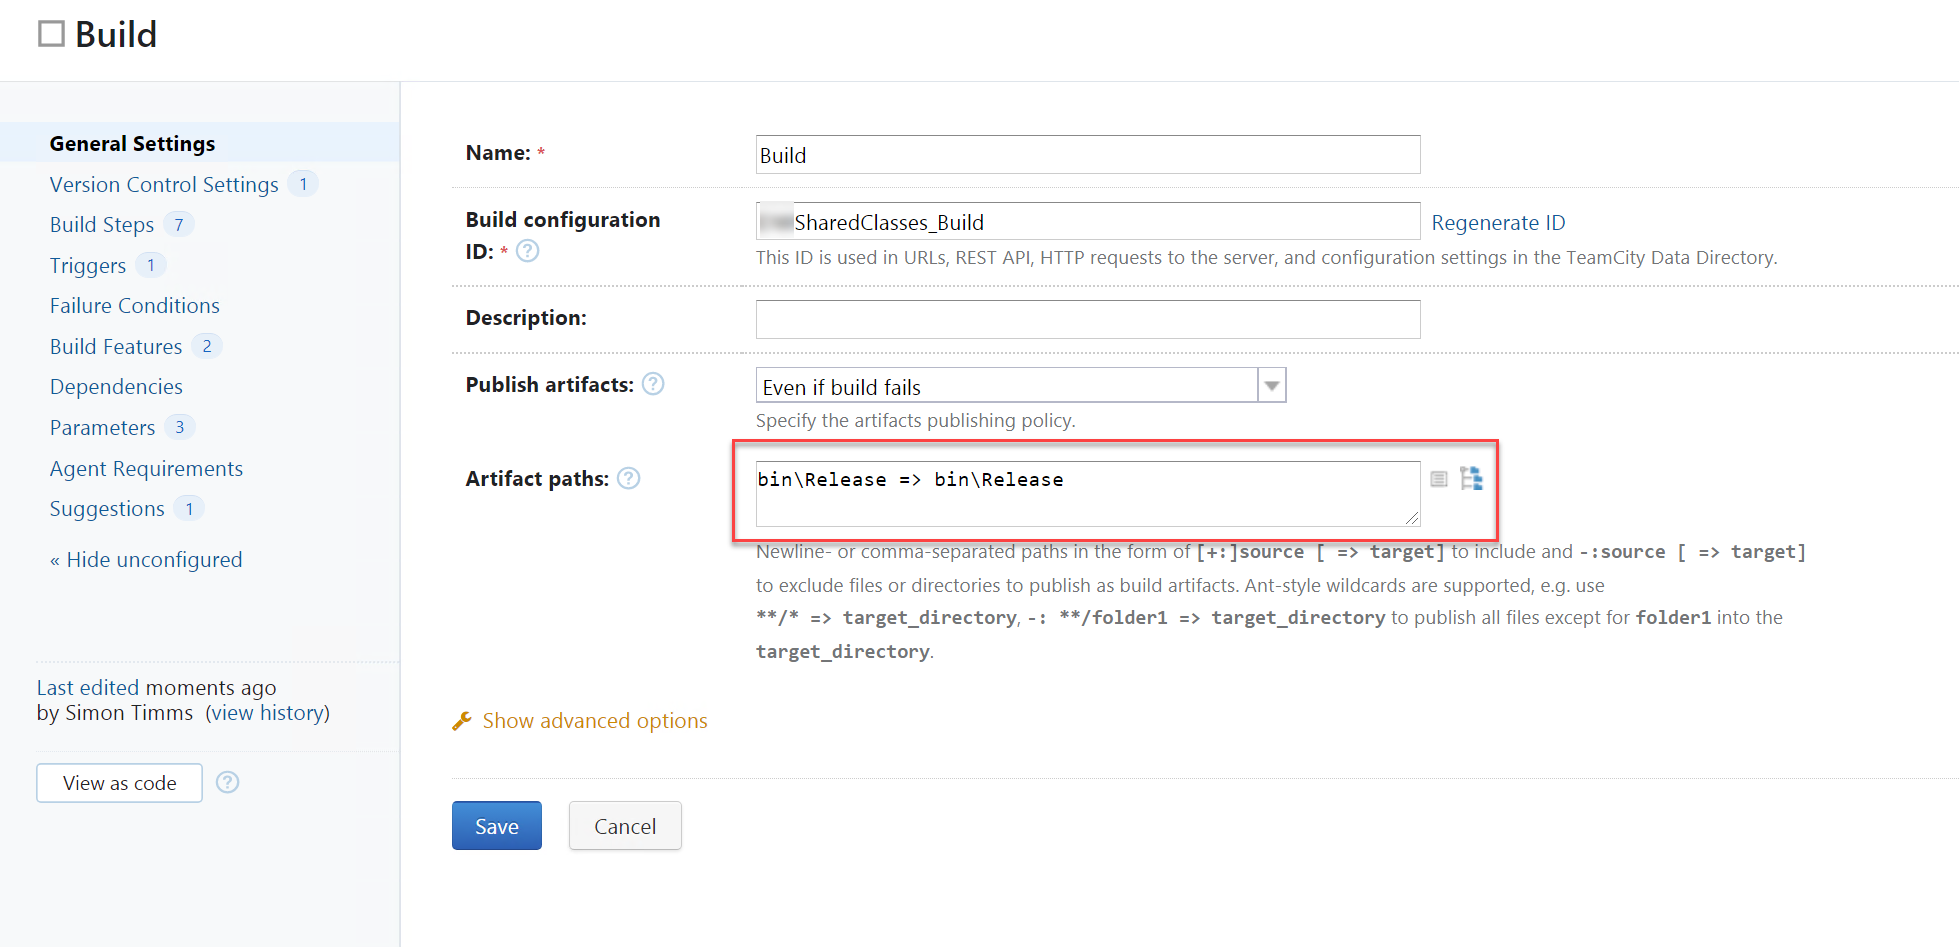 Build
General Settings
Version Control Settings 1
Build Steps 7
Triggers 1
Failure Conditions
Build Features 2
Dependencies
Parameters 3
Agent Requirements
Suggestions 1
« Hide unconfigured
Last edited moments ago
by Simon Timms (view history)
View as code ?
Name: *
Build
Build configuration
ID: * ?
SharedClasses_Build
Regenerate ID
This ID is used in URLs, REST API, HTTP requests to the server, and configuration settings in the TeamCity Data Directory.
Description:
Publish artifacts: ?
Even if build fails
Specify the artifacts publishing policy.
Artifact paths: ?
bin\Release => bin\Release
Newline- or comma-separated paths in the form of [+:]source [ => target] to include and -:source [ => target]
to exclude files or directories to publish as build artifacts. Ant-style wildcards are supported, e.g. use
**/* => target_directory, -: **/folder1 => target_directory to publish all files except for folder1 into the
target_directory.
Show advanced options
Save
Cancel